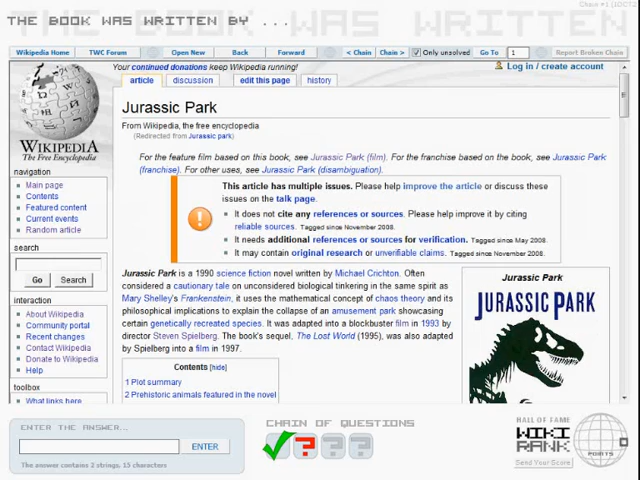 Chain #1 (IDCT2
THE BOOK WAS WRITTEN BY ...
Wikipedia Home TWC Forum Open New Back Forward < Chain Chain > Only unsolved Go To 1 Report Broken Chain
Your continued donations keep Wikipedia running!
Log in / create account
article discussion edit this page history
WIKIPEDIA
The Free Encyclopedia
Jurassic Park
From Wikipedia, the free encyclopedia
(Redirected from Jurassic park)
For the feature film based on this book, see Jurassic Park (film). For the franchise based on the book, see Jurassic Park
(franchise). For other uses, see Jurassic Park (disambiguation).
This article has multiple issues. Please help improve the article or discuss these
issues on the talk page.
It does not cite any references or sources. Please help improve it by citing
reliable sources. Tagged since November 2008.
It needs additional references or sources for verification. Tagged since May 2008.
It may contain original research or unverifiable claims. Tagged since November 2008.
navigation
Main page
Contents
Featured content
Current events
Random article
search
Go Search
interaction
About Wikipedia
Community portal
Recent changes
Contact Wikipedia
Donate to Wikipedia
Help
toolbox
What links here
Jurassic Park is a 1990 science fiction novel written by Michael Crichton. Often
considered a cautionary tale on unconsidered biological tinkering in the same spirit as
Mary Shelley's Frankenstein, it uses the mathematical concept of chaos theory and its
philosophical implications to explain the collapse of an amusement park showcasing
certain genetically recreated species. It was adapted into a blockbuster film in 1993 by
director Steven Spielberg. The book's sequel, The Lost World (1995), was also adapted
by Spielberg into a film in 1997.
Contents [hide]
1 Plot summary
2 Prehistoric animals featured in the novel
Jurassic Park
JURASSIC PARK
ENTER THE ANSWER...
ENTER
The answer contains 2 strings, 15 characters
CHAIN OF QUESTIONS
? ? ?
HALL OF FAME
WIKI
RANK
Send Your Score
POINTS